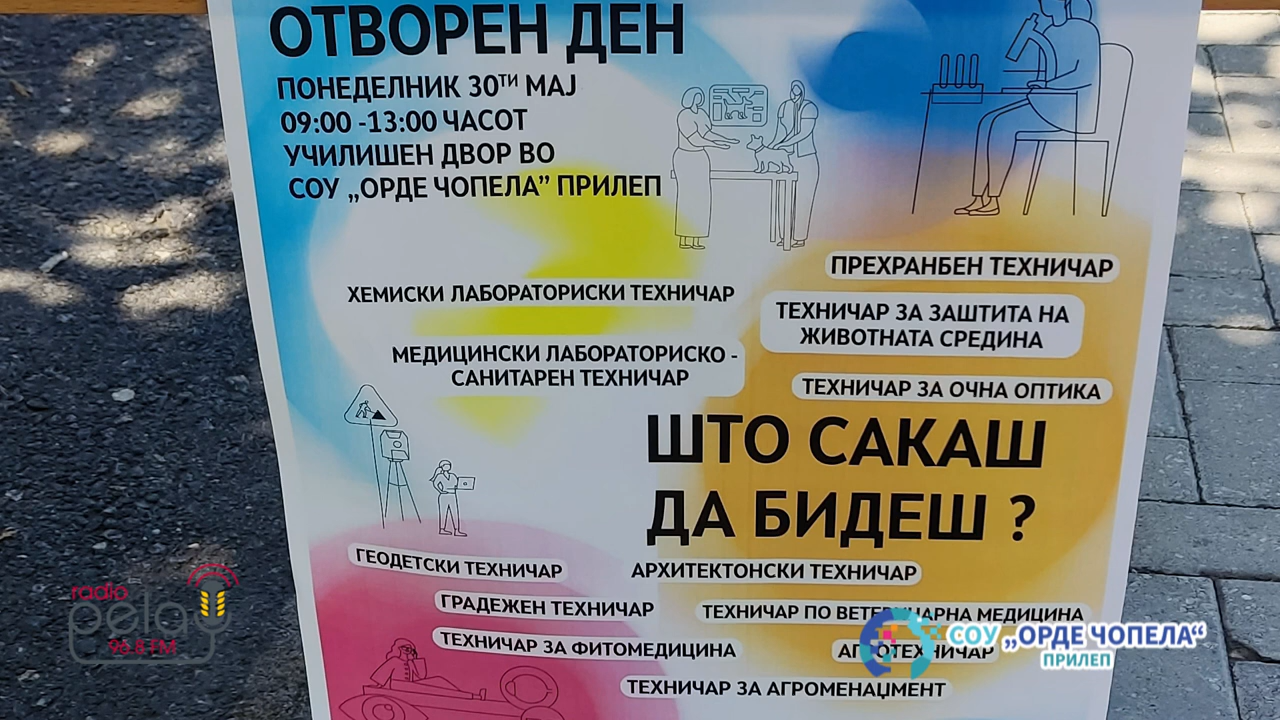 ОТВОРЕН ДЕН
ПОНЕДЕЛНИК 30ТИ МАЈ
09:00 -13:00 ЧАСОТ
УЧИЛИШЕН ДВОР ВО
СОУ „ОРДЕ ЧОПЕЛА” ПРИЛЕП
ПРЕХРАНБЕН ТЕХНИЧАР
ХЕМИСКИ ЛАБОРАТОРИСКИ ТЕХНИЧАР
ТЕХНИЧАР ЗА ЗАШТИТА НА
ЖИВОТНАТА СРЕДИНА
МЕДИЦИНСКИ ЛАБОРАТОРИСКО -
САНИТАРЕН ТЕХНИЧАР
ТЕХНИЧАР ЗА ОЧНА ОПТИКА
ШТО САКАШ
ДА БИДЕШ ?
ГЕОДЕТСКИ ТЕХНИЧАР
АРХИТЕКТОНСКИ ТЕХНИЧАР
ГРАДЕЖЕН ТЕХНИЧАР
ТЕХНИЧАР ПО ВЕТЕРИНАРНА МЕДИЦИНА
ТЕХНИЧАР ЗА ФИТОМЕДИЦИНА
АГРОТЕХНИЧАР
ТЕХНИЧАР ЗА АГРОМЕНАЏМЕНТ
radio
pela
96.8 FM
СОУ „ОРДЕ ЧОПЕЛА“
ПРИЛЕП